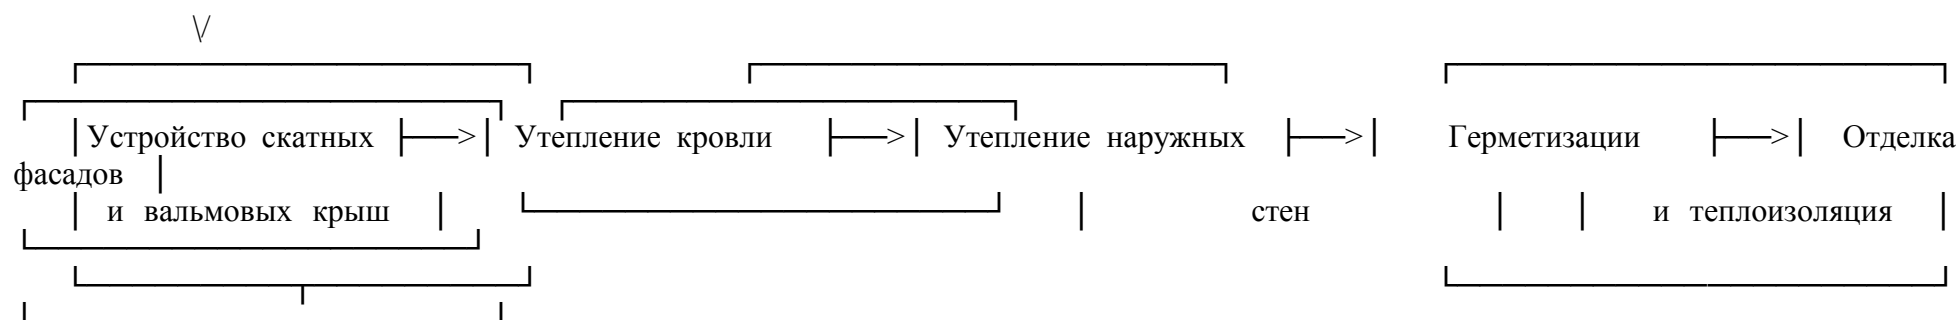 Устройство скатных Утепление кровли Утепление наружных Герметизации Отделка
фасадов
и вальмовых крыш стен и теплоизоляция